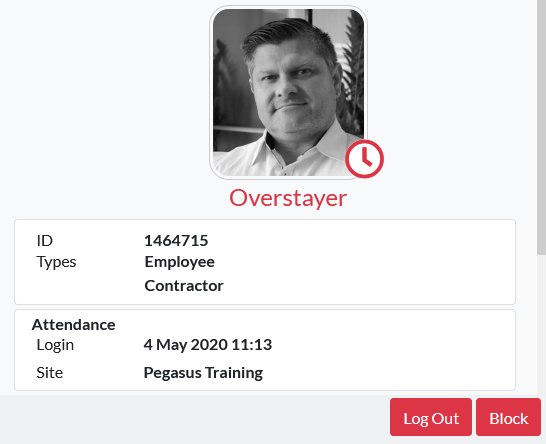 Overstayer
ID 1464715
Types Employee
Contractor
Attendance
Login 4 May 2020 11:13
Site Pegasus Training
Log Out Block